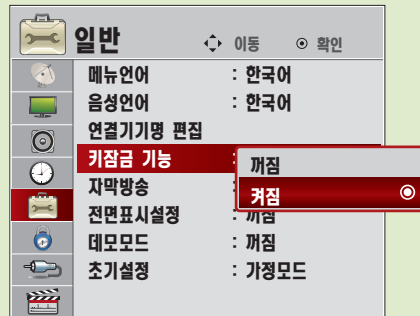 일반 이동 확인
메뉴언어 : 한국어
음성언어 : 한국어
연결기기명 편집
키잠금 기능 : 꺼짐
켜짐
자막방송 :
전면표시설정 : 꺼짐
데모모드 : 꺼짐
초기설정 : 가정모드